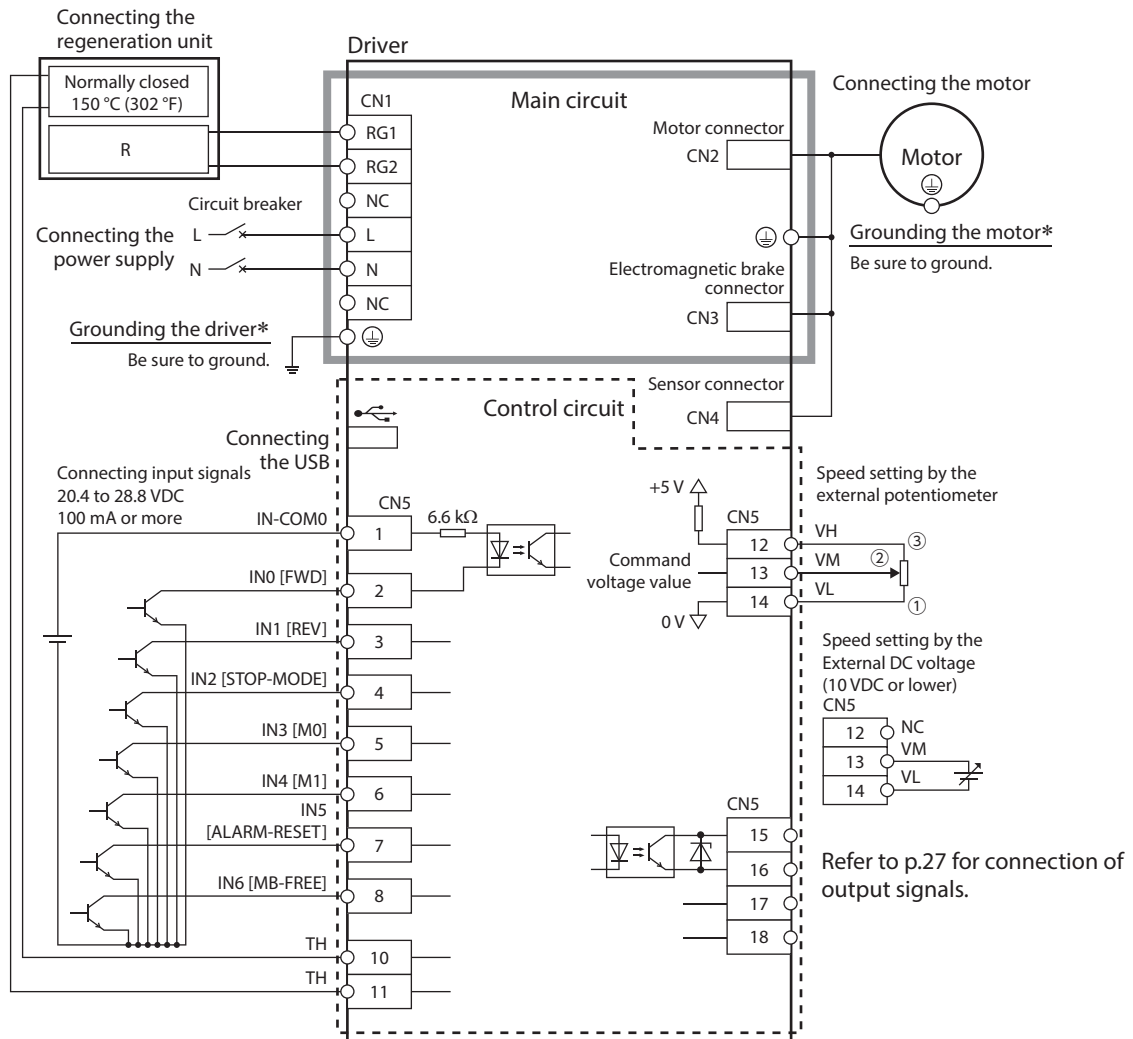 Connecting the
regeneration unit
Normally closed
150 °C (302 °F)
R
Driver
Main circuit
CN1
RG1
RG2
NC
L
N
NC
Circuit breaker
Connecting the
power supply
L
N
Grounding the driver*
Be sure to ground.
Motor connector
CN2
Electromagnetic brake
connector
CN3
Connecting the motor
Motor
Grounding the motor*
Be sure to ground.
Sensor connector
CN4
Control circuit
Connecting
the USB
Connecting input signals
20.4 to 28.8 VDC
100 mA or more
CN5
IN-COM0
1
6.6 kΩ
IN0 [FWD]
2
IN1 [REV]
3
IN2 [STOP-MODE]
4
IN3 [M0]
5
IN4 [M1]
6
IN5
[ALARM-RESET]
7
IN6 [MB-FREE]
8
TH
10
TH
11
+5 V
Command
voltage value
0 V
CN5
12
13
14
Speed setting by the
external potentiometer
VH
③
VM
②
VL
①
Speed setting by the
External DC voltage
(10 VDC or lower)
CN5
12 NC
13 VM
14 VL
CN5
15
16
17
18
Refer to p.27 for connection of
output signals.